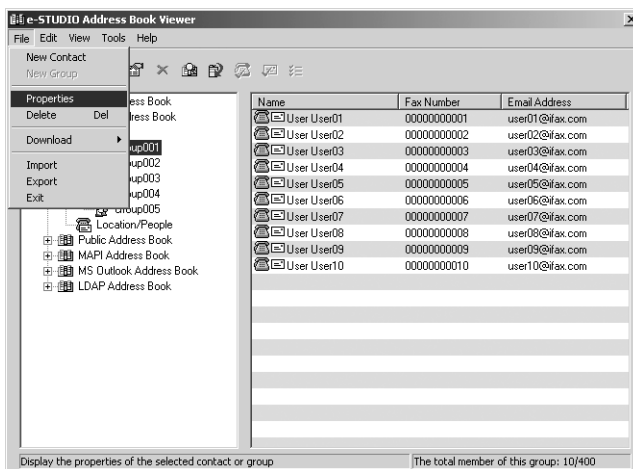 e-STUDIO Address Book Viewer
File Edit View Tools Help
New Contact
New Group
Properties
Delete Del
Download
Import
Export
Exit
ess Book
ress Book
oup001
oup002
oup003
oup004
Group005
Location/People
Public Address Book
MAPI Address Book
MS Outlook Address Book
LDAP Address Book
Name Fax Number Email Address
User User01 00000000001 user01@ifax.com
User User02 00000000002 user02@ifax.com
User User03 00000000003 user03@ifax.com
User User04 00000000004 user04@ifax.com
User User05 00000000005 user05@ifax.com
User User06 00000000006 user06@ifax.com
User User07 00000000007 user07@ifax.com
User User08 00000000008 user08@ifax.com
User User09 00000000009 user09@ifax.com
User User10 00000000010 user10@ifax.com
Display the properties of the selected contact or group The total member of this group: 10/400